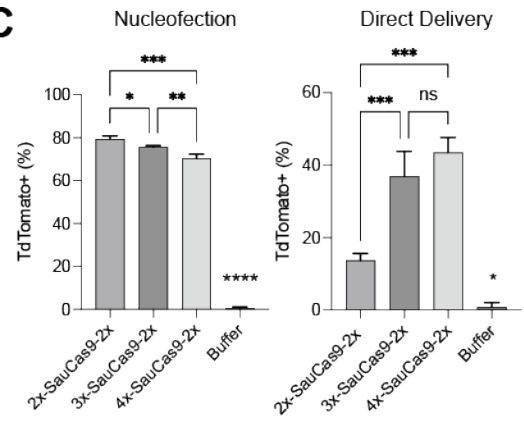 C
Nucleofection
Direct Delivery
***
*
**
TdTomato+ (%)
100
80
60
40
20
0
****
2x-SauCas9-2x
3x-SauCas9-2x
4x-SauCas9-2x
Buffer
***
***
ns
TdTomato+ (%)
60
40
20
0
*
2x-SauCas9-2x
3x-SauCas9-2x
4x-SauCas9-2x
Buffer